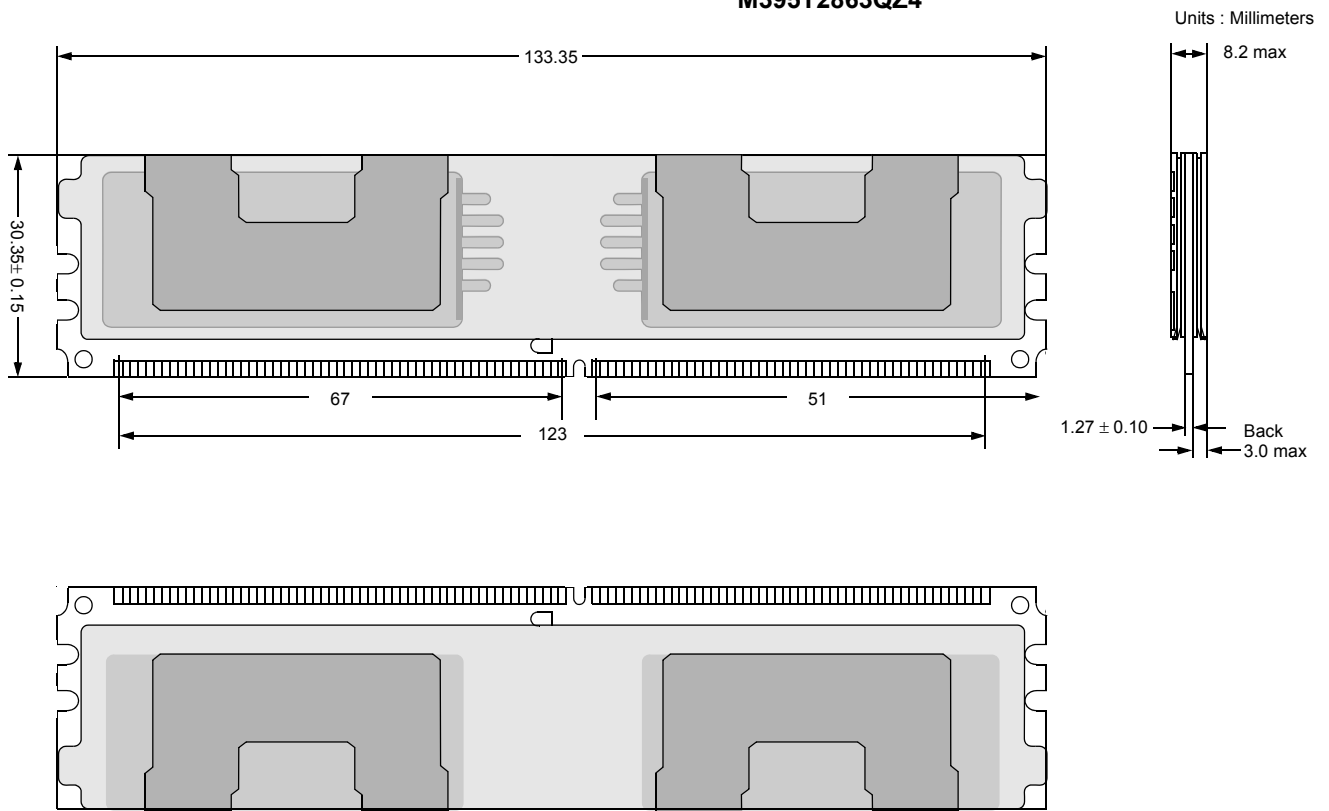 M395T2863QZ4
Units : Millimeters
133.35
8.2 max
30.35± 0.15
67
51
123
1.27 ± 0.10
Back
3.0 max